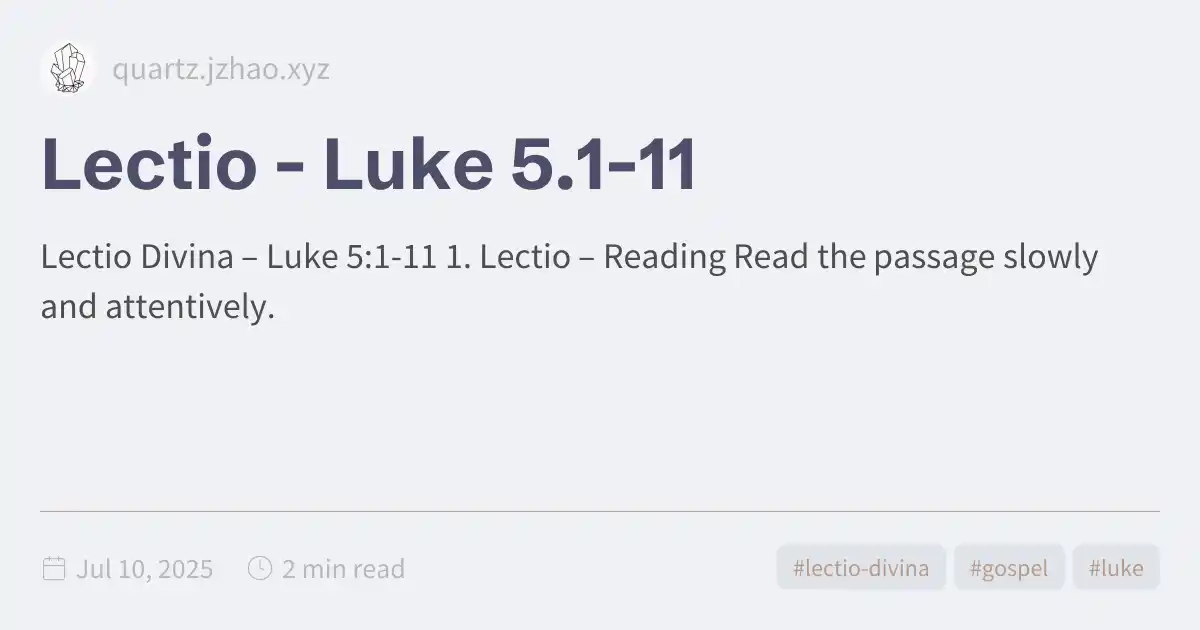 quartz.jzhao.xyz
Lectio - Luke 5.1-11
Lectio Divina – Luke 5:1-11 1. Lectio – Reading Read the passage slowly
and attentively.
Jul 10, 2025
2 min read
#lectio-divina
#gospel
#luke